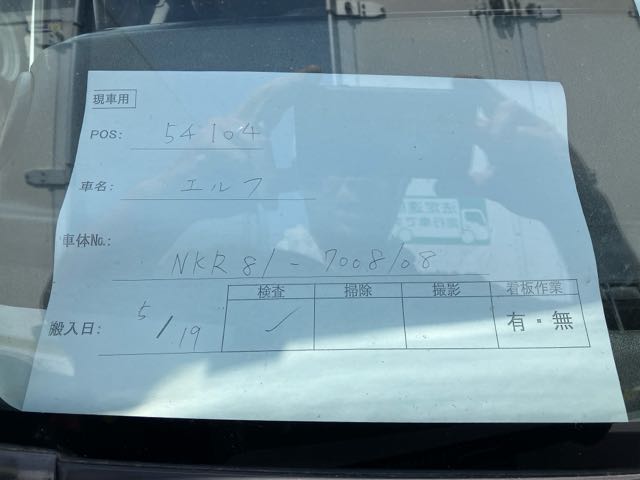 現車用
POS: 54104
車名: エルフ
車体No.: NKR81-7008108
搬入日: 5/19
検査 掃除 撮影 看板作業
✓ 有・無